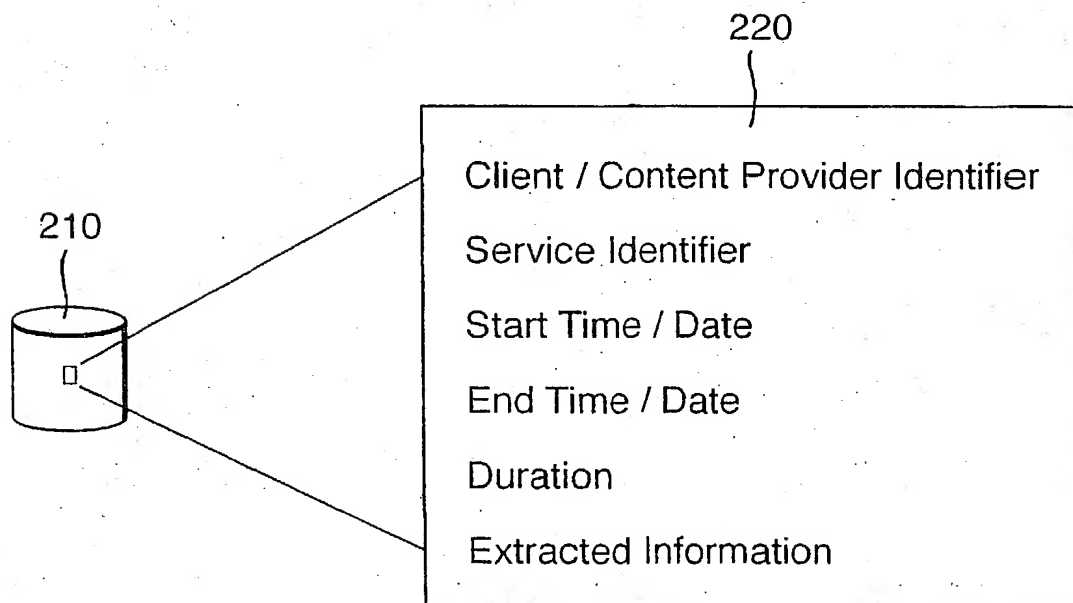 220
Client / Content Provider Identifier
210
Service Identifier
Start Time / Date
End Time / Date
Duration
Extracted Information